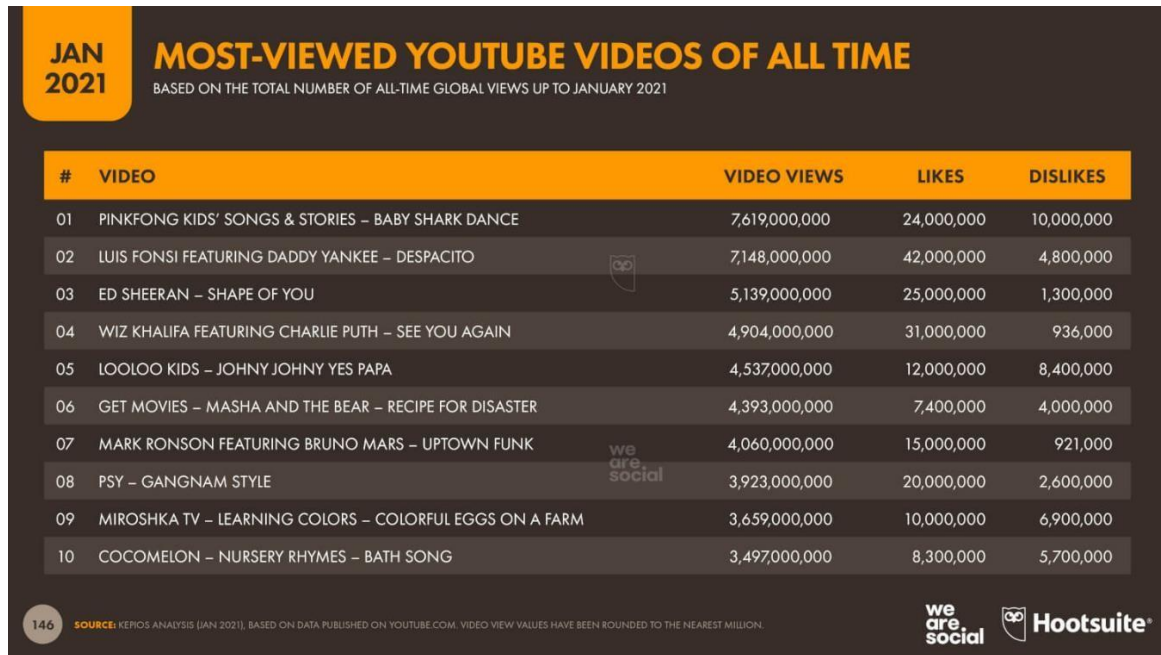 JAN
2021
MOST-VIEWED YOUTUBE VIDEOS OF ALL TIME
BASED ON THE TOTAL NUMBER OF ALL-TIME GLOBAL VIEWS UP TO JANUARY 2021
# VIDEO VIDEO VIEWS LIKES DISLIKES
01 PINKFONG KIDS' SONGS & STORIES – BABY SHARK DANCE 7,619,000,000 24,000,000 10,000,000
02 LUIS FONSI FEATURING DADDY YANKEE – DESPACITO 7,148,000,000 42,000,000 4,800,000
03 ED SHEERAN – SHAPE OF YOU 5,139,000,000 25,000,000 1,300,000
04 WIZ KHALIFA FEATURING CHARLIE PUTH – SEE YOU AGAIN 4,904,000,000 31,000,000 936,000
05 LOOLOO KIDS – JOHNY JOHNY YES PAPA 4,537,000,000 12,000,000 8,400,000
06 GET MOVIES – MASHA AND THE BEAR – RECIPE FOR DISASTER 4,393,000,000 7,400,000 4,000,000
07 MARK RONSON FEATURING BRUNO MARS – UPTOWN FUNK 4,060,000,000 15,000,000 921,000
08 PSY – GANGNAM STYLE 3,923,000,000 20,000,000 2,600,000
09 MIROSHKA TV – LEARNING COLORS – COLORFUL EGGS ON A FARM 3,659,000,000 10,000,000 6,900,000
10 COCOMELON – NURSERY RHYMES – BATH SONG 3,497,000,000 8,300,000 5,700,000
we
are.
social
146 SOURCE: KEPIOS ANALYSIS (JAN 2021), BASED ON DATA PUBLISHED ON YOUTUBE.COM. VIDEO VIEW VALUES HAVE BEEN ROUNDED TO THE NEAREST MILLION.
we
are.
social
Hootsuite®